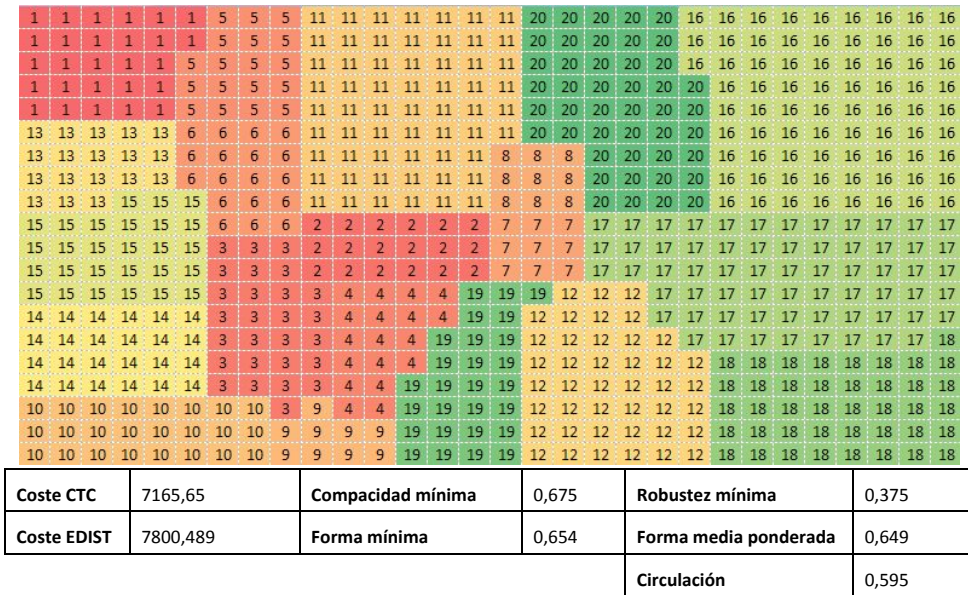 1 1 1 1 1 1 5 5 5 11 11 11 11 11 11 11 20 20 20 20 20 16 16 16 16 16 16 16 16 16
1 1 1 1 1 1 5 5 5 11 11 11 11 11 11 11 20 20 20 20 20 16 16 16 16 16 16 16 16 16
1 1 1 1 1 5 5 5 5 11 11 11 11 11 11 11 20 20 20 20 20 16 16 16 16 16 16 16 16 16
1 1 1 1 1 5 5 5 5 11 11 11 11 11 11 11 20 20 20 20 20 20 16 16 16 16 16 16 16 16
1 1 1 1 1 5 5 5 5 11 11 11 11 11 11 11 20 20 20 20 20 20 16 16 16 16 16 16 16 16
13 13 13 13 13 6 6 6 6 11 11 11 11 11 11 11 20 20 20 20 20 20 16 16 16 16 16 16 16 16
13 13 13 13 13 6 6 6 6 11 11 11 11 11 11 8 8 8 20 20 20 20 16 16 16 16 16 16 16 16
13 13 13 13 13 6 6 6 6 11 11 11 11 11 11 8 8 8 20 20 20 20 16 16 16 16 16 16 16 16
13 13 13 15 15 15 6 6 6 11 11 11 11 11 11 8 8 8 20 20 20 20 16 16 16 16 16 16 16 16
15 15 15 15 15 15 6 6 6 2 2 2 2 2 2 7 7 7 17 17 17 17 17 17 17 17 17 17 17 17
15 15 15 15 15 15 3 3 3 2 2 2 2 2 2 7 7 7 17 17 17 17 17 17 17 17 17 17 17 17
15 15 15 15 15 15 3 3 3 2 2 2 2 2 2 7 7 7 17 17 17 17 17 17 17 17 17 17 17 17
15 15 15 15 15 15 3 3 3 3 4 4 4 4 19 19 19 12 12 12 17 17 17 17 17 17 17 17 17 17
14 14 14 14 14 14 3 3 3 3 4 4 4 4 19 19 12 12 12 12 17 17 17 17 17 17 17 17 17 17
14 14 14 14 14 14 3 3 3 3 4 4 4 19 19 19 12 12 12 12 12 17 17 17 17 17 17 17 17 18
14 14 14 14 14 14 3 3 3 3 4 4 4 19 19 19 12 12 12 12 12 12 18 18 18 18 18 18 18 18
14 14 14 14 14 14 3 3 3 3 4 4 19 19 19 19 12 12 12 12 12 12 18 18 18 18 18 18 18 18
10 10 10 10 10 10 10 10 3 9 4 4 19 19 19 19 12 12 12 12 12 12 18 18 18 18 18 18 18 18
10 10 10 10 10 10 10 10 9 9 9 9 19 19 19 19 12 12 12 12 12 12 18 18 18 18 18 18 18 18
10 10 10 10 10 10 10 10 9 9 9 9 19 19 19 19 12 12 12 12 12 12 18 18 18 18 18 18 18 18
Coste CTC 7165,65 Compacidad mínima 0,675 Robustez mínima 0,375
Coste EDIST 7800,489 Forma mínima 0,654 Forma media ponderada 0,649
Circulación 0,595